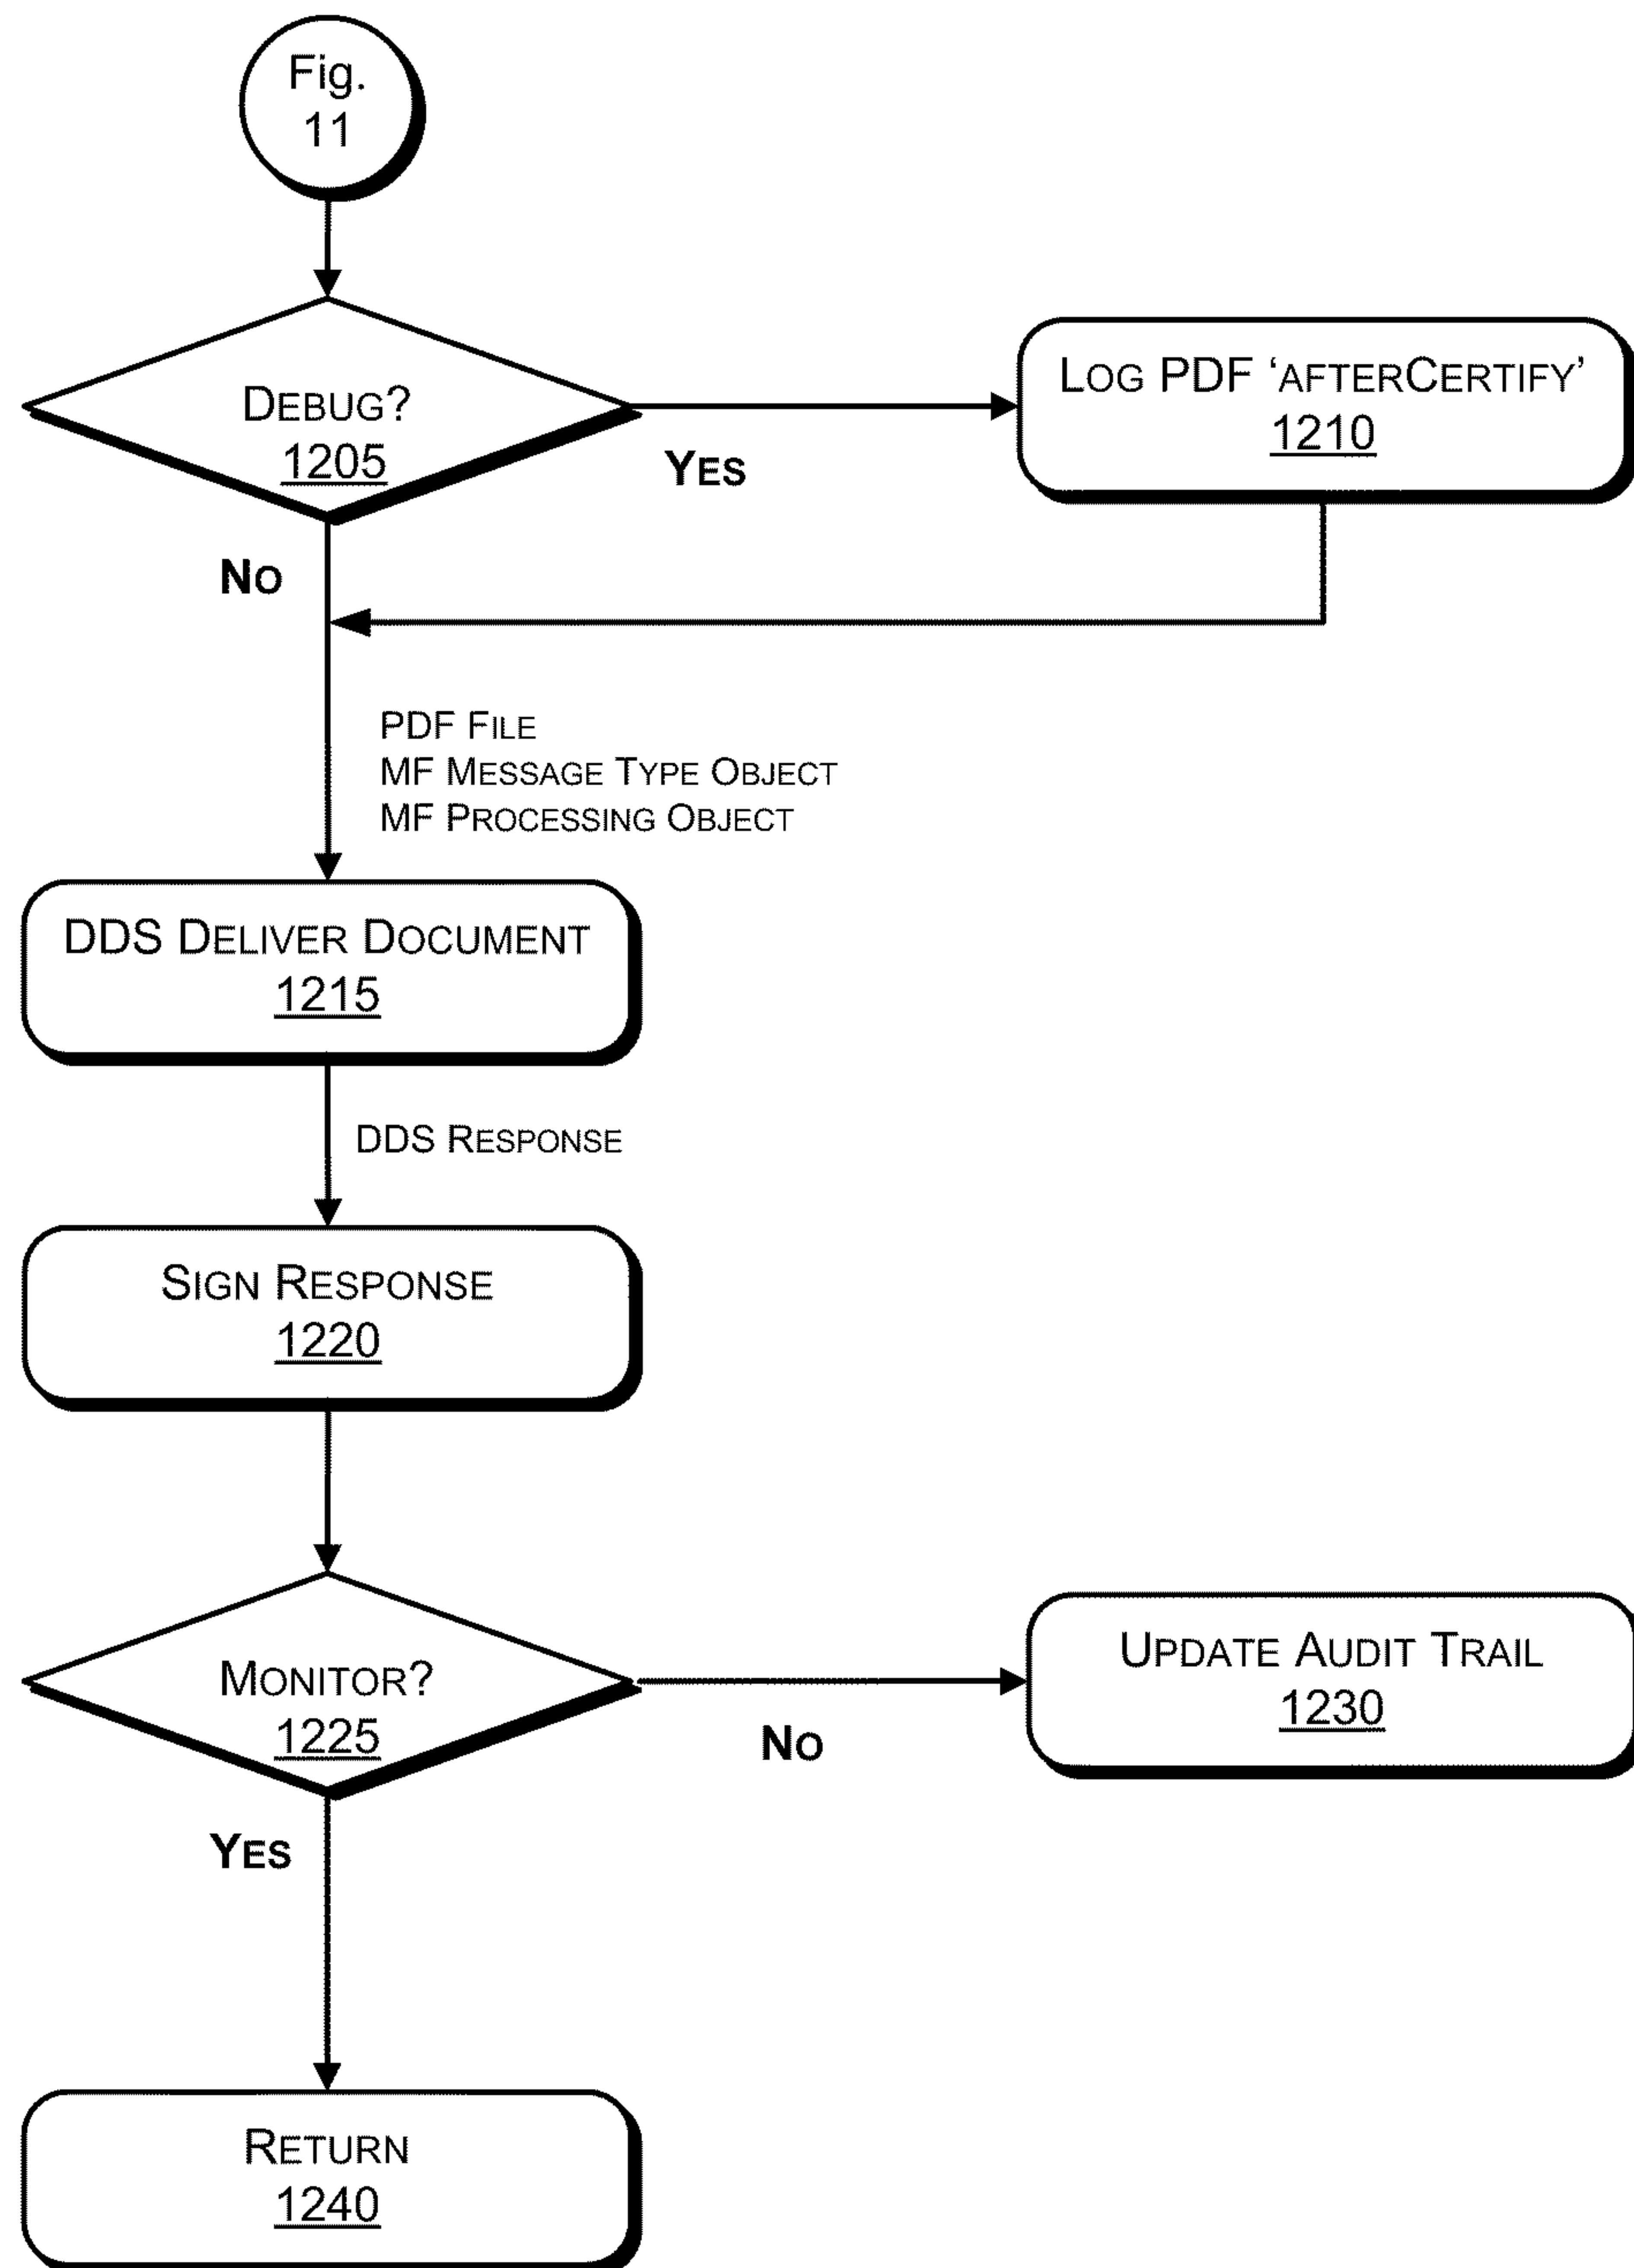 Fig.
11
DEBUG?
1205
YES
LOG PDF ‘AFTERCERTIFY’
1210
NO
PDF FILE
MF MESSAGE TYPE OBJECT
MF PROCESSING OBJECT
DDS DELIVER DOCUMENT
1215
DDS RESPONSE
SIGN RESPONSE
1220
MONITOR?
1225
NO
UPDATE AUDIT TRAIL
1230
YES
RETURN
1240